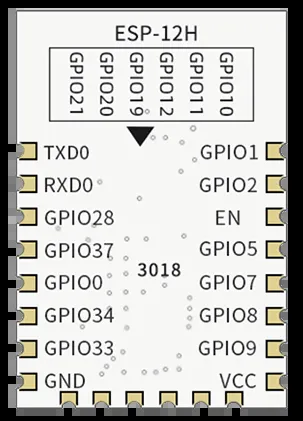 ESP-12H
GPIO21 GPIO20 GPIO19 GPIO12 GPIO11 GPIO10
TXD0 GPIO1
RXD0 GPIO2
GPIO28 EN
GPIO37 GPIO5
3018
GPIO0 GPIO7
GPIO34 GPIO8
GPIO33 GPIO9
GND VCC